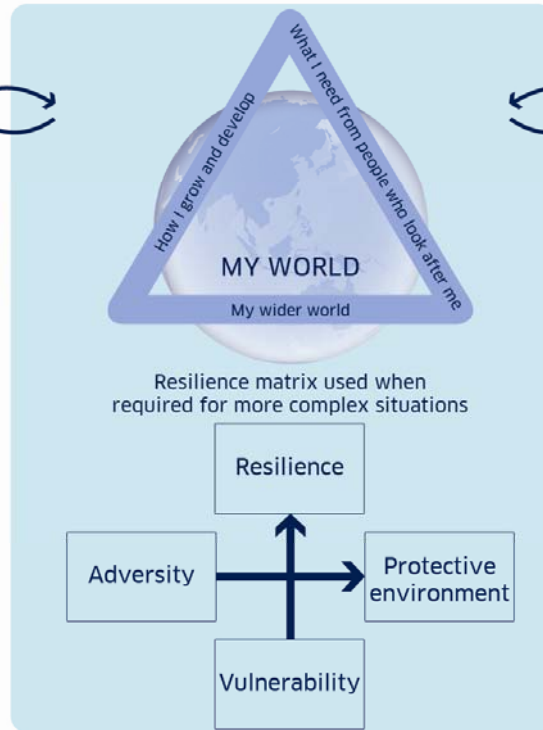 How I grow and develop
What I need from people who look after me
MY WORLD
My wider world
Resilience matrix used when
required for more complex situations
Resilience
Adversity
Protective
environment
Vulnerability